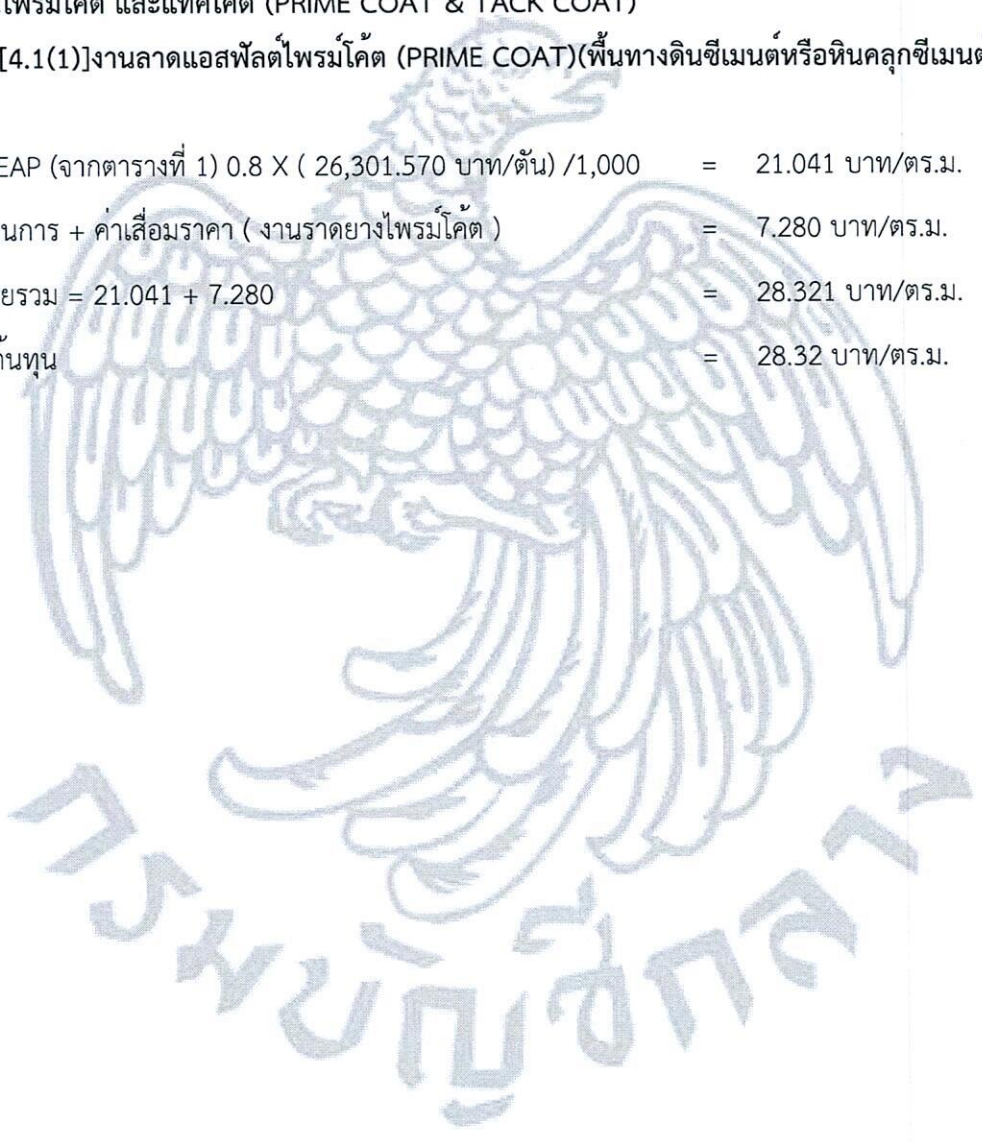 ไพรมโคต และแทคโคต (PRIME COAT & TACK COAT)
[4.1(1)]งานลาดแอสฟัลต์ไพรม์โค้ต (PRIME COAT)(พื้นทางดินซีเมนต์หรือหินคลุกซีเมนต
EAP (จากตารางที่ 1) 0.8 X ( 26,301.570 บาท/ตัน) /1,000 = 21.041 บาท/ตร.ม.
นการ + ค่าเสื่อมราคา ( งานราดยางไพรม์โค้ต ) = 7.280 บาท/ตร.ม.
ยรวม = 21.041 + 7.280 = 28.321 บาท/ตร.ม.
ต้นทุน = 28.32 บาท/ตร.ม.
กรมบัญชีกลาง